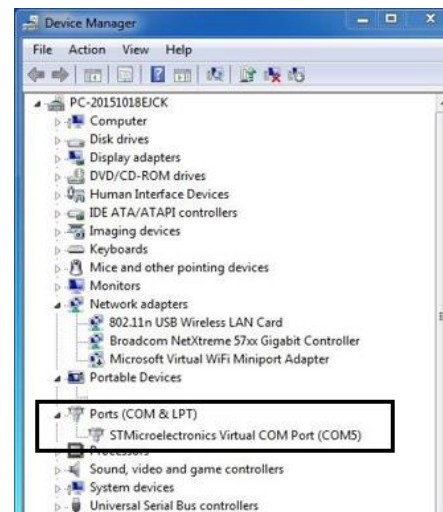 Device Manager
File Action View Help
PC-20151018EJCK
Computer
Disk drives
Display adapters
DVD/CD-ROM drives
Human Interface Devices
IDE ATA/ATAPI controllers
Imaging devices
Keyboards
Mice and other pointing devices
Monitors
Network adapters
802.11n USB Wireless LAN Card
Broadcom NetXtreme 57xx Gigabit Controller
Microsoft Virtual WiFi Miniport Adapter
Portable Devices
Ports (COM & LPT)
STMicroelectronics Virtual COM Port (COM5)
Processors
Sound, video and game controllers
System devices
Universal Serial Bus controllers